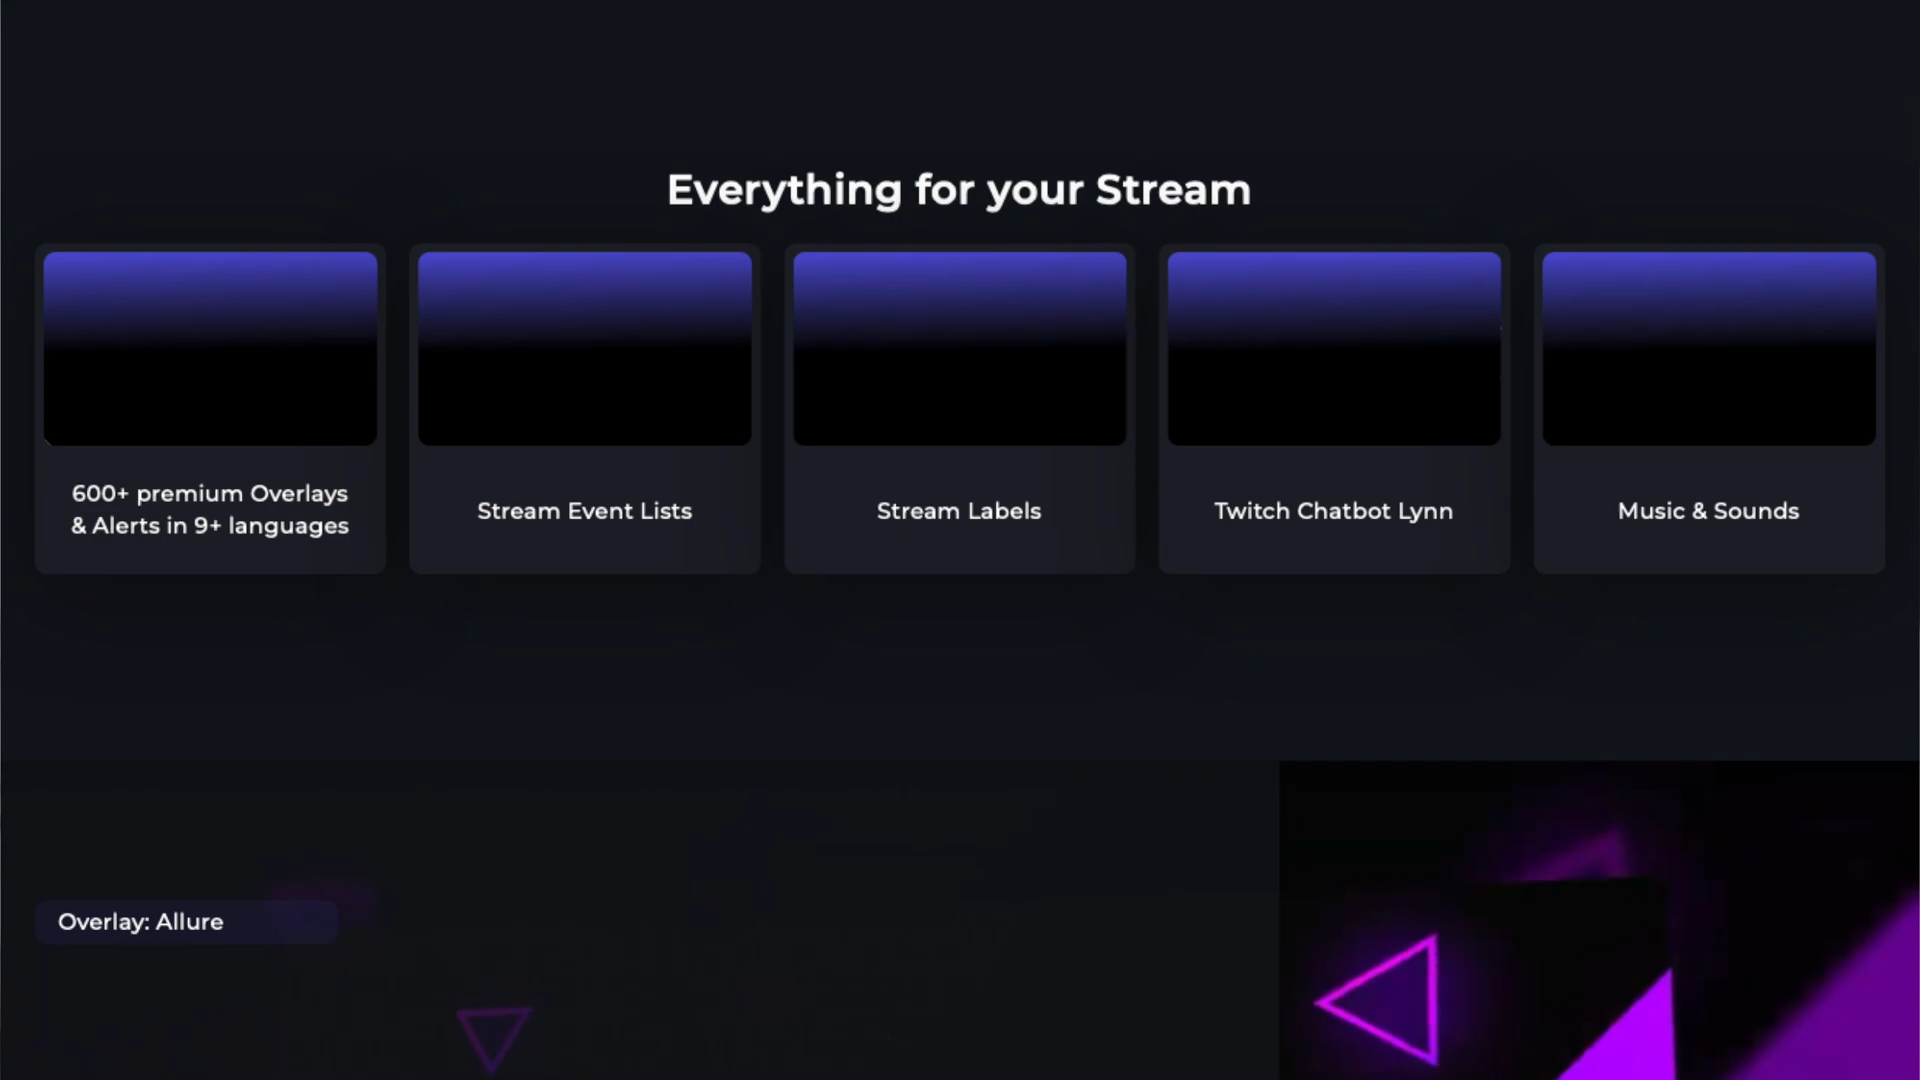 Everything for your Stream
600+ premium Overlays
& Alerts in 9+ languages
Stream Event Lists
Stream Labels
Twitch Chatbot Lynn
Music & Sounds
Overlay: Allure